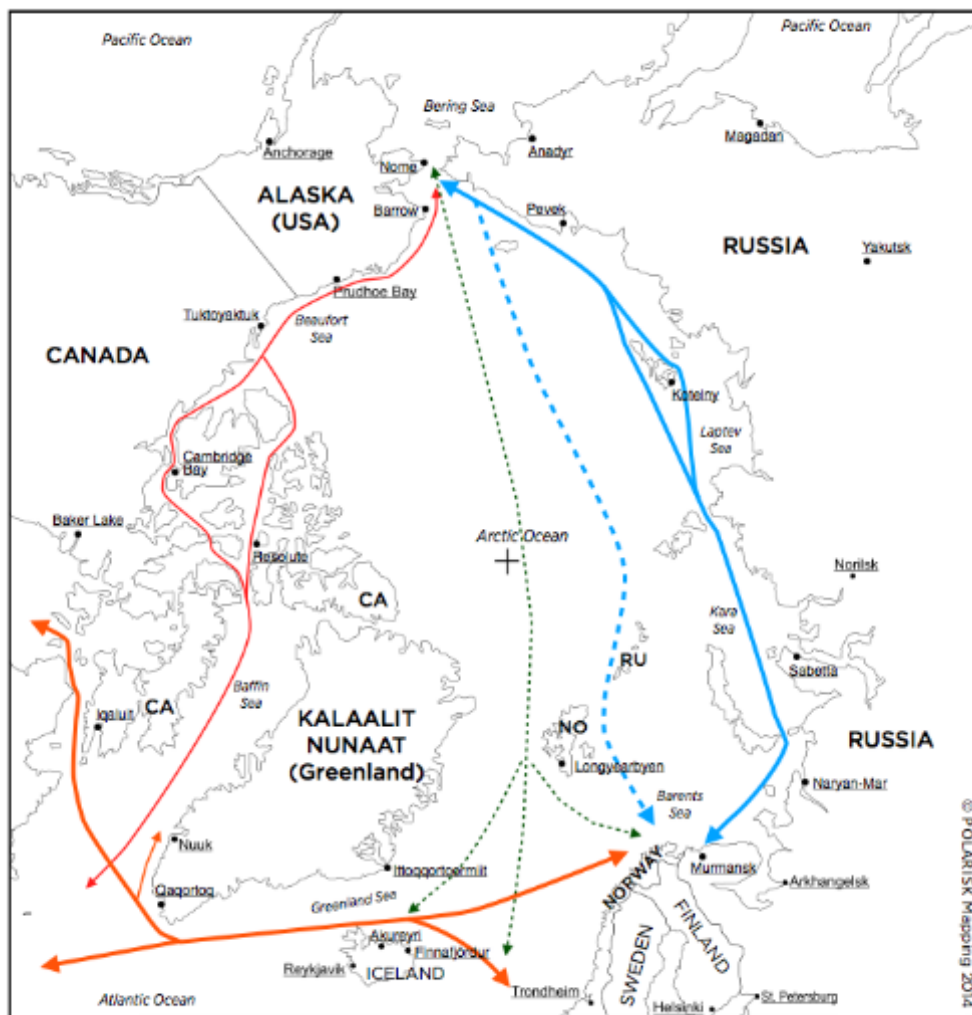 Pacific Ocean
Pacific Ocean
Bering Sea
Magadan
Anchorage
Anadyr
Nome
ALASKA
(USA)
Barrow
Pevek
RUSSIA
Yakutsk
Prudhoe Bay
Tuktoyaktuk
Beaufort
Sea
CANADA
Kotelny
Laptev
Sea
Cambridge
Bay
Baker Lake
Resolute
Arctic Ocean
Norilsk
CA
Kara
Sea
RU
Sabetta
Baffin
Sea
CA
Iqaluit
KALAALIT
NUNAAT
(Greenland)
NO
RUSSIA
Longyearbyen
Naryan-Mar
Barents
Sea
Nuuk
Murmansk
Ittoqqortoormiit
Arkhangelsk
Qaqortoq
Greenland Sea
NORWAY
FINLAND
SWEDEN
Akureyri
Finnafjördur
Reykjavik
ICELAND
Trondheim
Atlantic Ocean
Helsinki
St. Petersburg
© POLARISK Mapping 2014